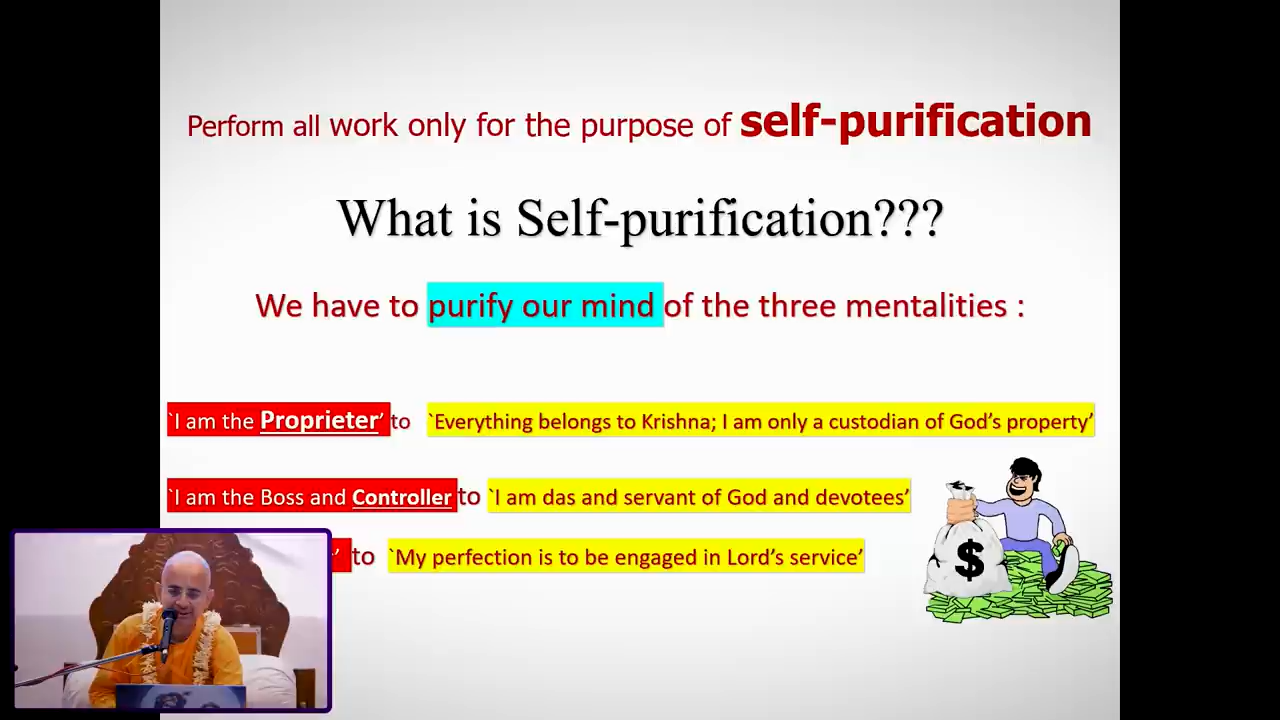 Perform all work only for the purpose of self-purification
What is Self-purification???
We have to purify our mind of the three mentalities :
`I am the Proprieter’ to `Everything belongs to Krishna; I am only a custodian of God’s property’
`I am the Boss and Controller to `I am das and servant of God and devotees’
’ to `My perfection is to be engaged in Lord’s service’
$